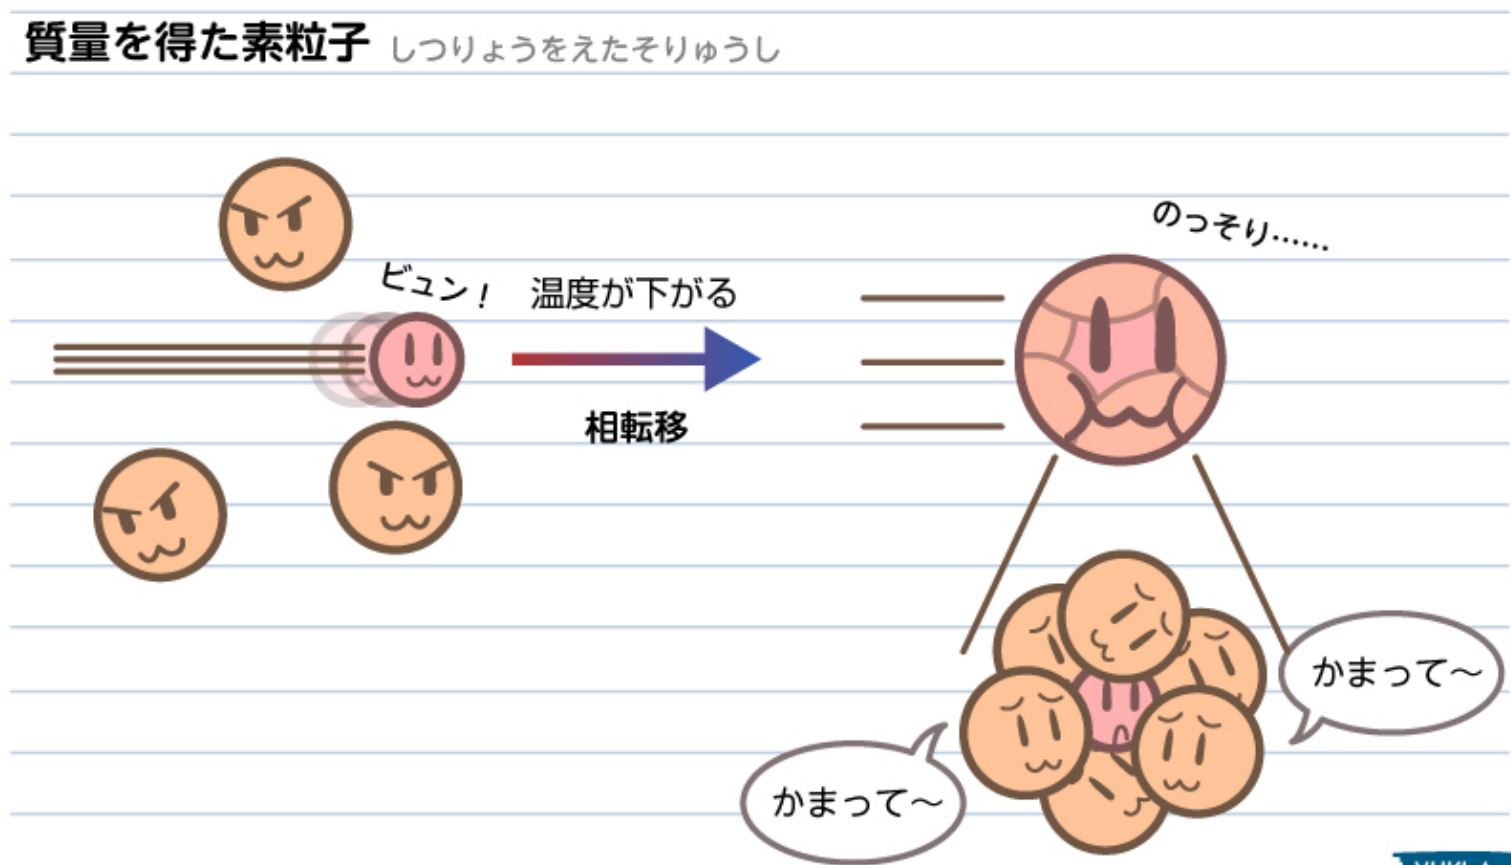 質量を得た素粒子 しつりょうをえたそりゅうし
のっそり……
ビュン!
温度が下がる
相転移
かまって～
かまって～